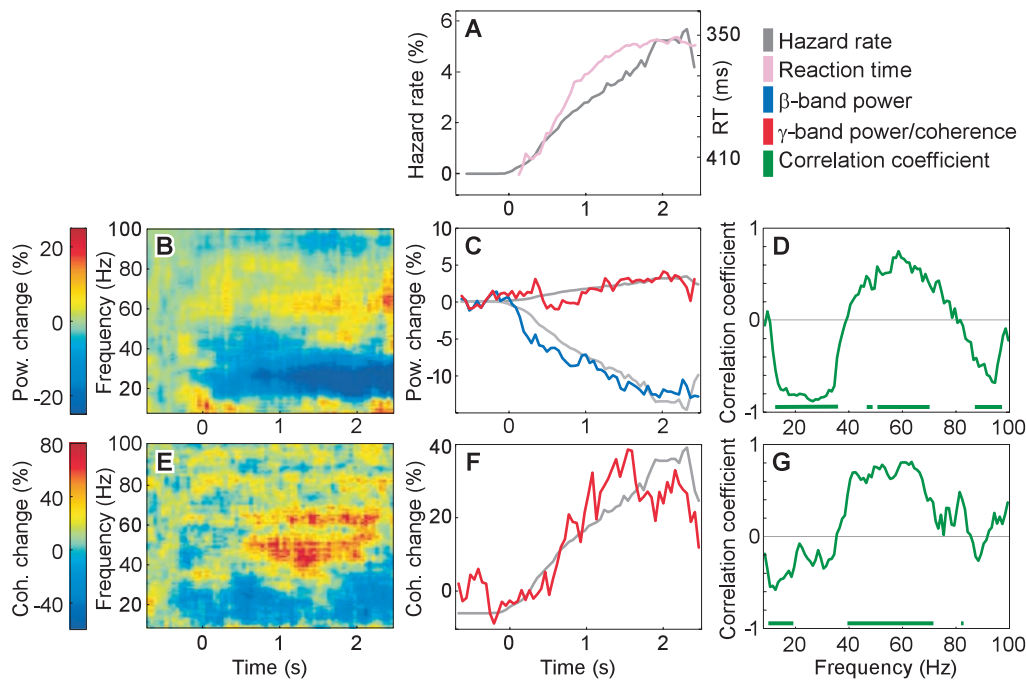 A
Hazard rate (%)
6
4
2
0
0 1 2
350
410
RT (ms)
Hazard rate
Reaction time
β-band power
γ-band power/coherence
Correlation coefficient
B
Pow. change (%)
20
0
-20
Frequency (Hz)
100
80
60
40
20
0 1 2
C
Pow. change (%)
5
0
-5
-10
0 1 2
D
Correlation coefficient
1
0
-1
20 40 60 80 100
E
Coh. change (%)
80
40
0
-40
Frequency (Hz)
100
80
60
40
20
0 1 2
Time (s)
F
Coh. change (%)
40
20
0
0 1 2
Time (s)
G
Correlation coefficient
1
0
-1
20 40 60 80 100
Frequency (Hz)